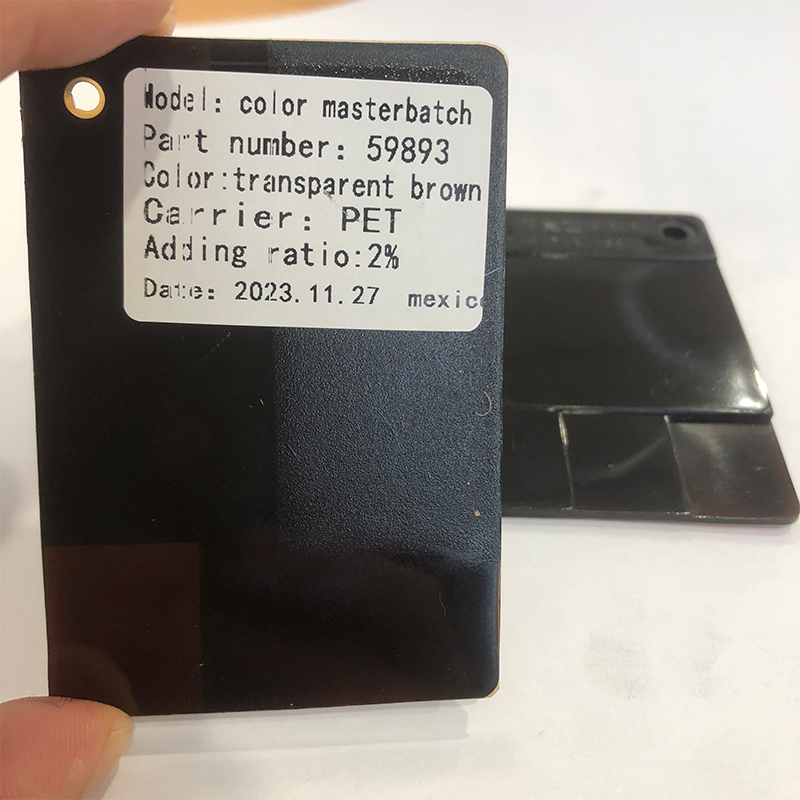 Model: color masterbatch
Part number: 59893
Color:transparent brown
Carrier: PET
Adding ratio:2%
Date: 2023.11.27 mexico